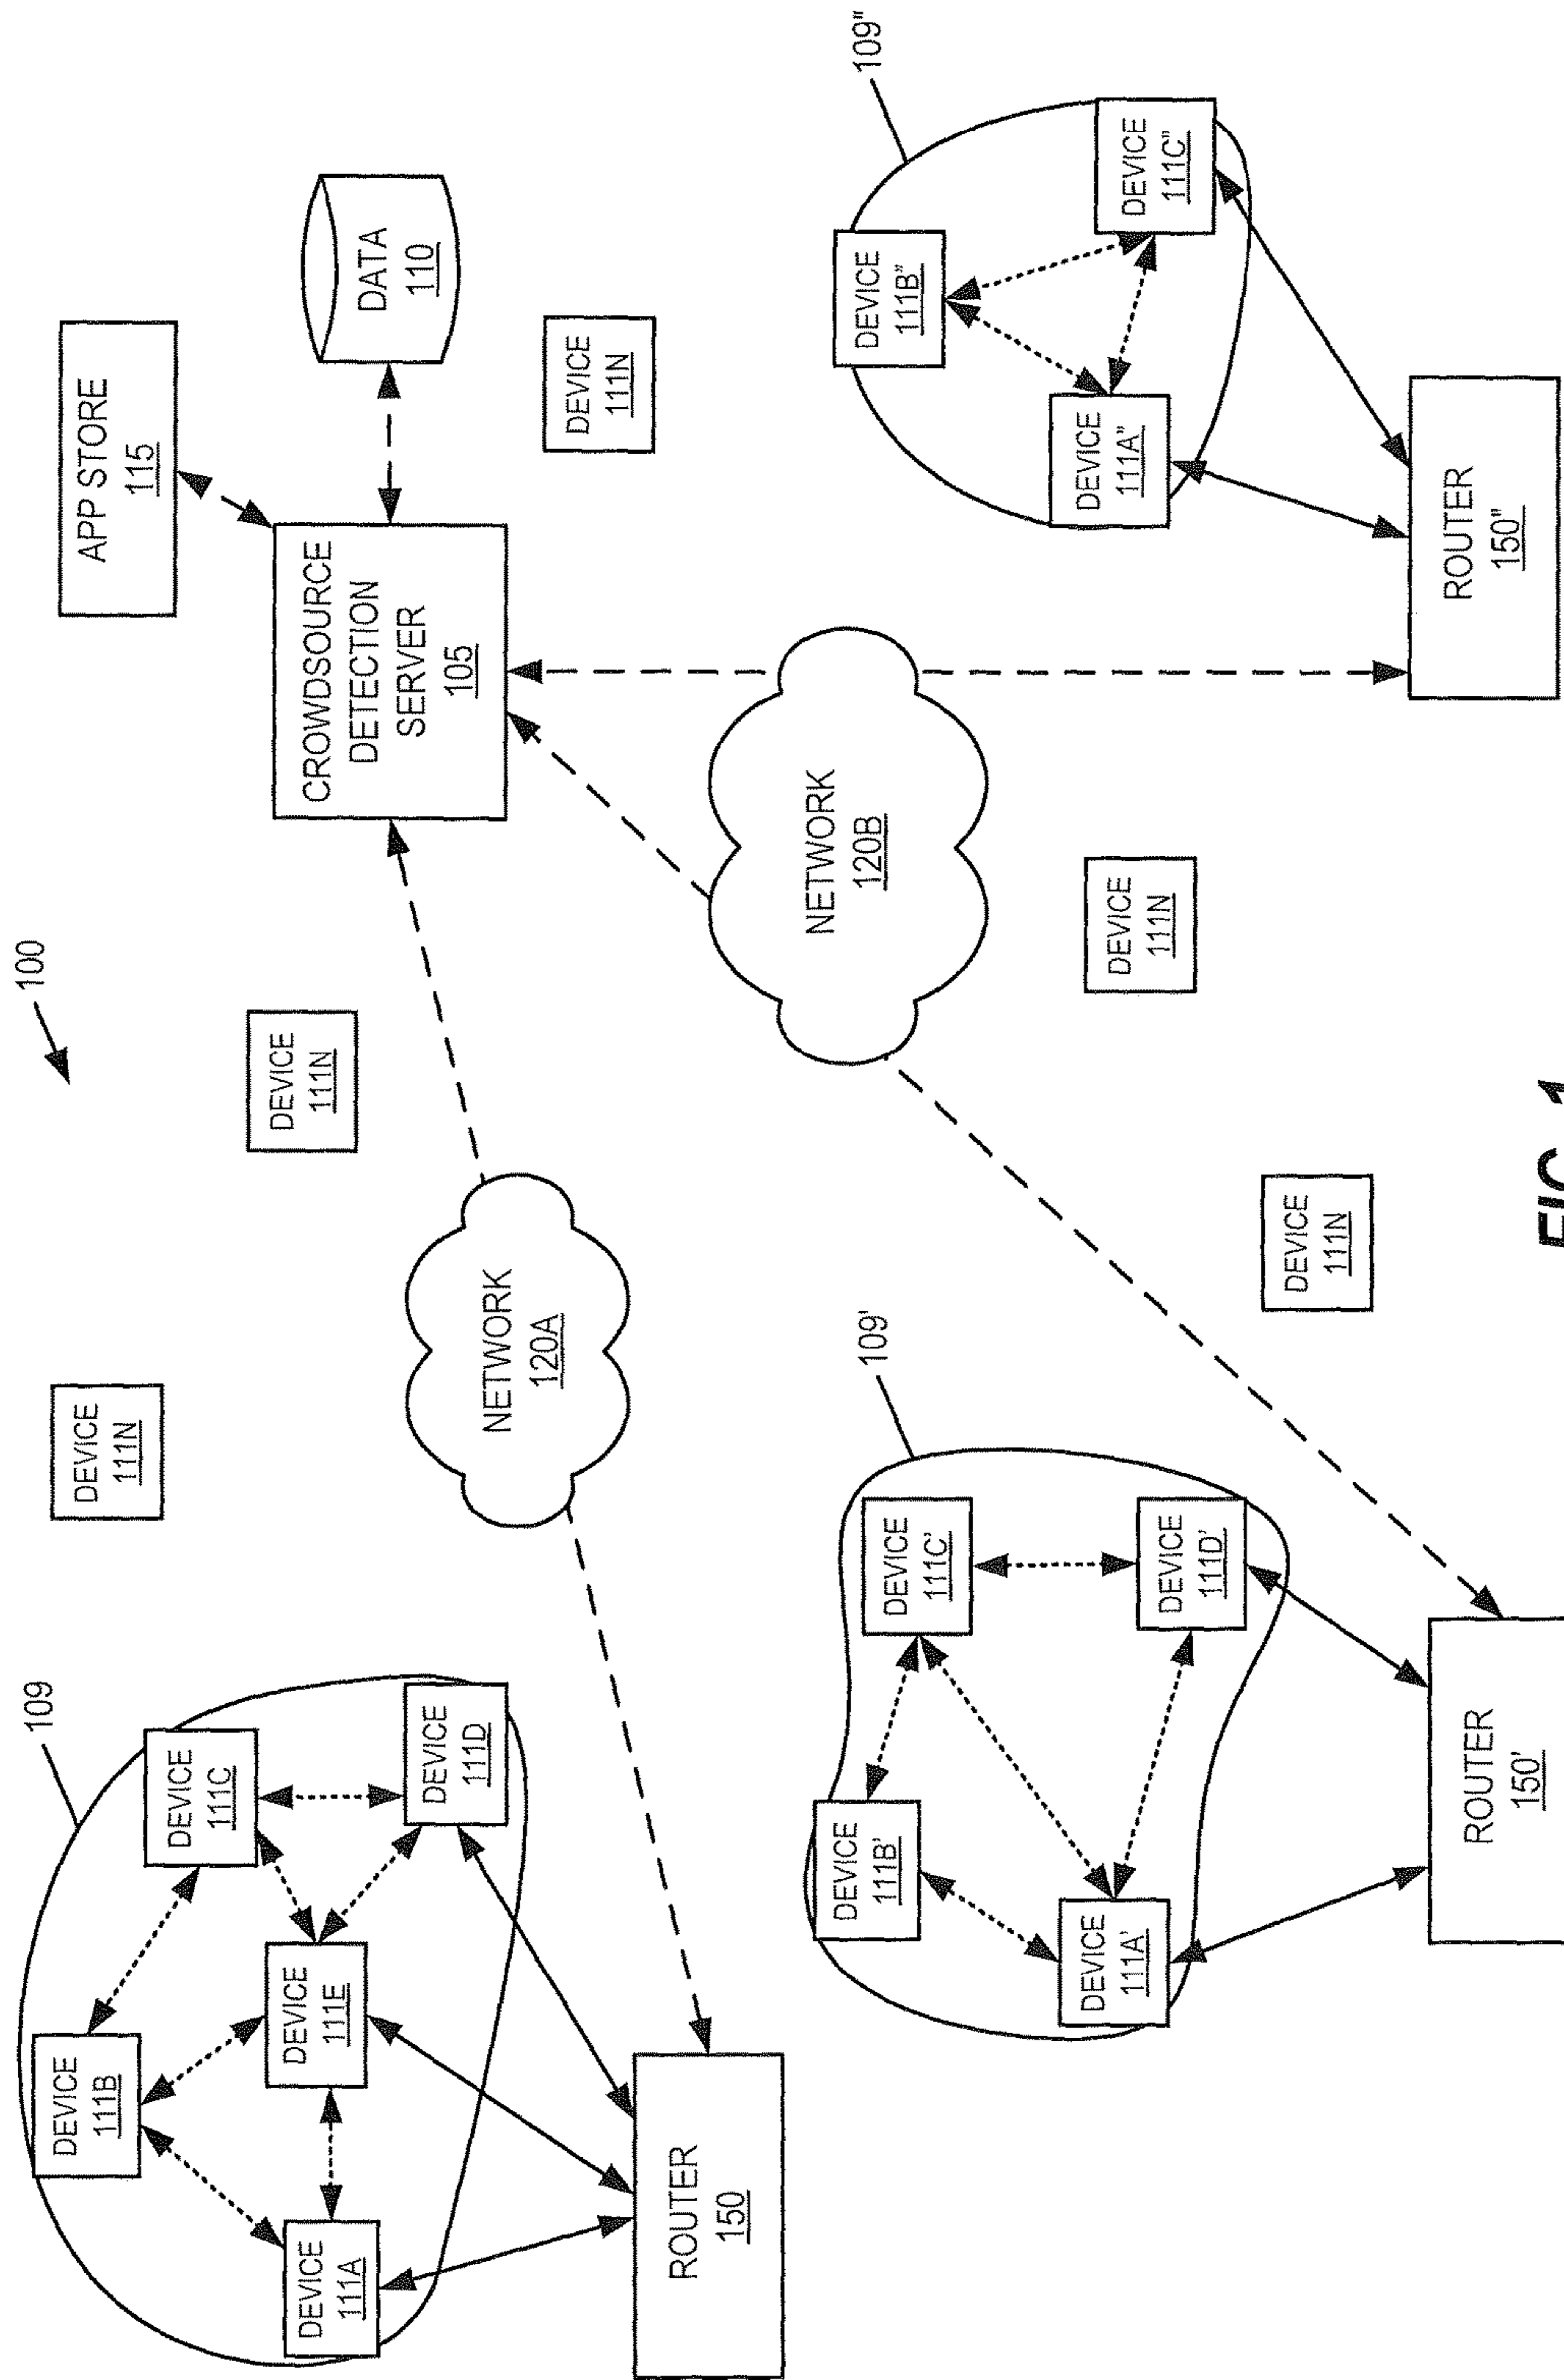 100
APP STORE
115
CROWDSOURCE
DETECTION
SERVER
105
DATA
110
DEVICE
111N
DEVICE
111N
DEVICE
111N
109
DEVICE
111B
DEVICE
111C
DEVICE
111E
DEVICE
111A
DEVICE
111D
NETWORK
120A
ROUTER
150
NETWORK
120B
109'
DEVICE
111B'
DEVICE
111C'
DEVICE
111A'
DEVICE
111D'
ROUTER
150'
DEVICE
111N
DEVICE
111N
109"
DEVICE
111B"
DEVICE
111A"
DEVICE
111C"
ROUTER
150"
FIG. 1